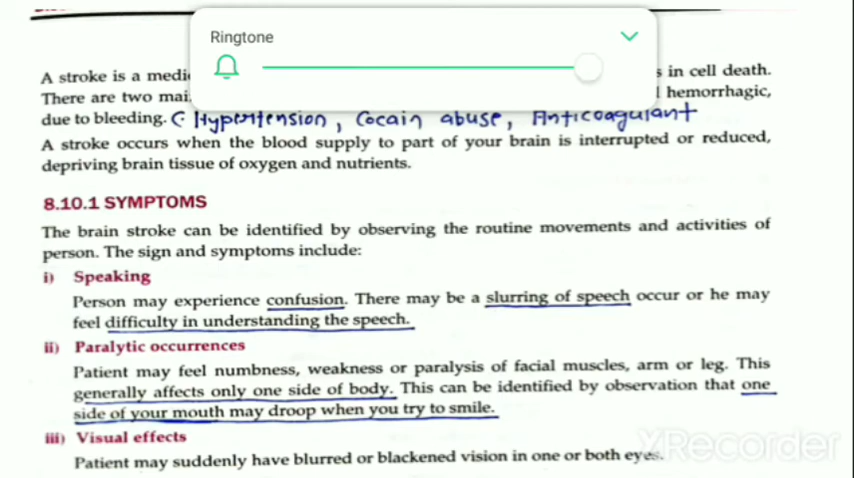 Ringtone
A stroke is a medi s in cell death.
There are two mai hemorrhagic,
due to bleeding. C Hypertension, Cocain abuse, Anticoagulant
A stroke occurs when the blood supply to part of your brain is interrupted or reduced,
depriving brain tissue of oxygen and nutrients.
8.10.1 SYMPTOMS
The brain stroke can be identified by observing the routine movements and activities of
person. The sign and symptoms include:
i) Speaking
Person may experience confusion. There may be a slurring of speech occur or he may
feel difficulty in understanding the speech.
ii) Paralytic occurrences
Patient may feel numbness, weakness or paralysis of facial muscles, arm or leg. This
generally affects only one side of body. This can be identified by observation that one
side of your mouth may droop when you try to smile.
iii) Visual effects
Patient may suddenly have blurred or blackened vision in one or both eyes.
XRecorder